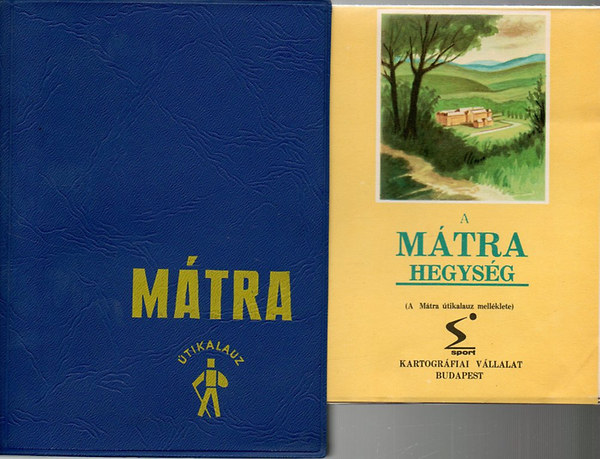 MÁTRA
ÚTIKALAUZ
A
MÁTRA
HEGYSÉG
(A Mátra útikalauz melléklete)
sport
KARTOGRÁFIAI VÁLLALAT
BUDAPEST